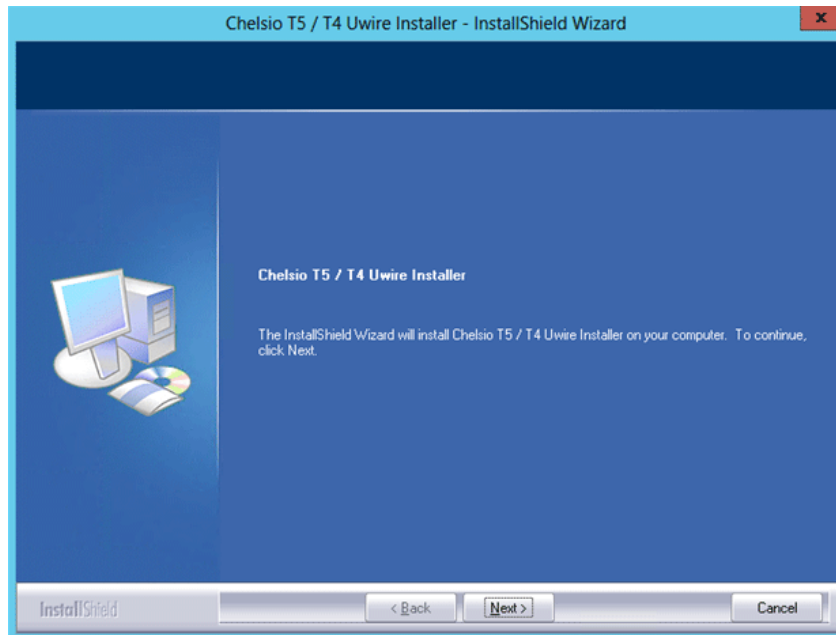 Chelsio T5 / T4 Uwire Installer - InstallShield Wizard
x
Chelsio T5 / T4 Uwire Installer
The InstallShield Wizard will install Chelsio T5 / T4 Uwire Installer on your computer. To continue,
click Next.
InstallShield
< Back
Next >
Cancel